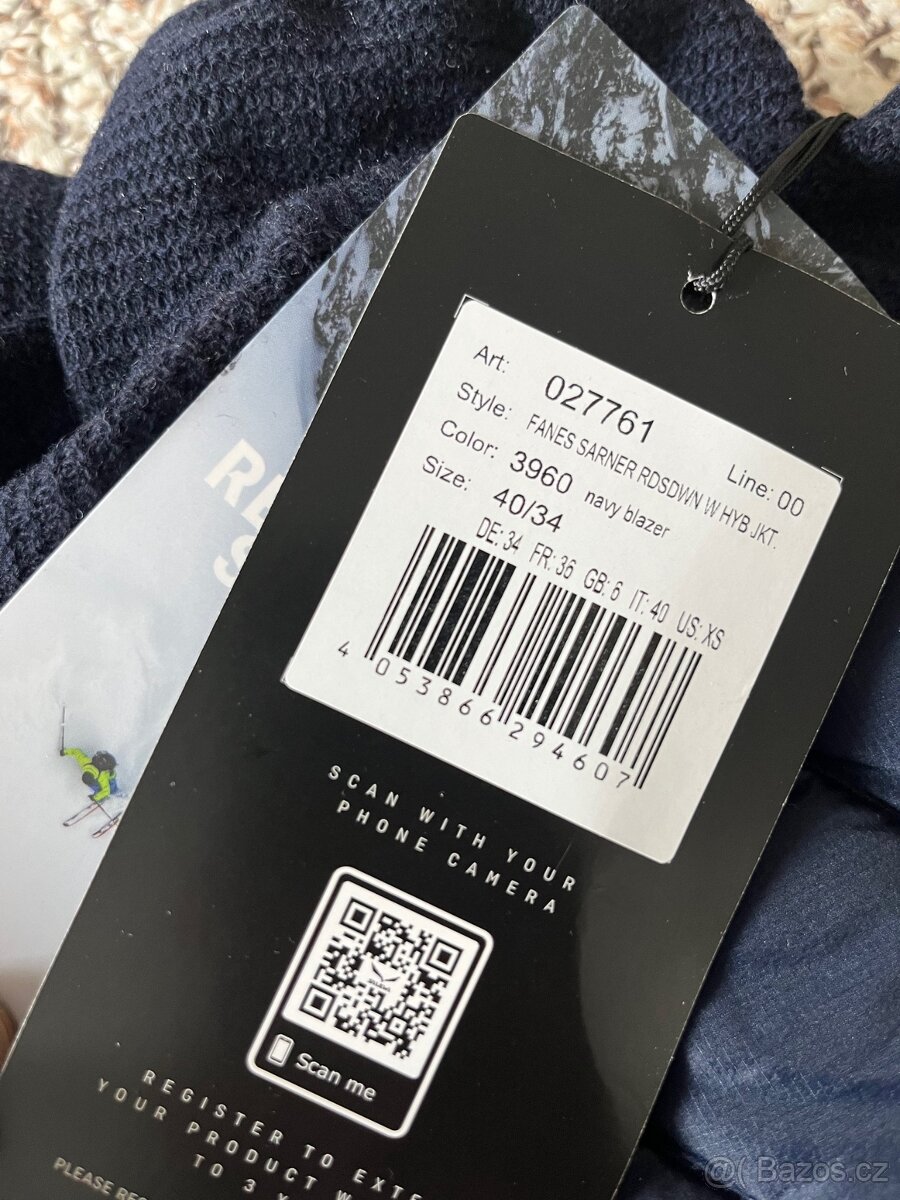 Art: 027761 Line: 00
Style: FANES SARNER RDSDWN W HYB JKT.
Color: 3960 navy blazer
Size: 40/34
DE: 34 FR: 36 GB: 6 IT: 40 US: XS
4 053866 294607
SCAN WITH YOUR
PHONE CAMERA
Scan me
REGISTER TO EXTE
YOUR PRODUCT W
TO 3 Y
PLEASE REG
@( Bazos.cz